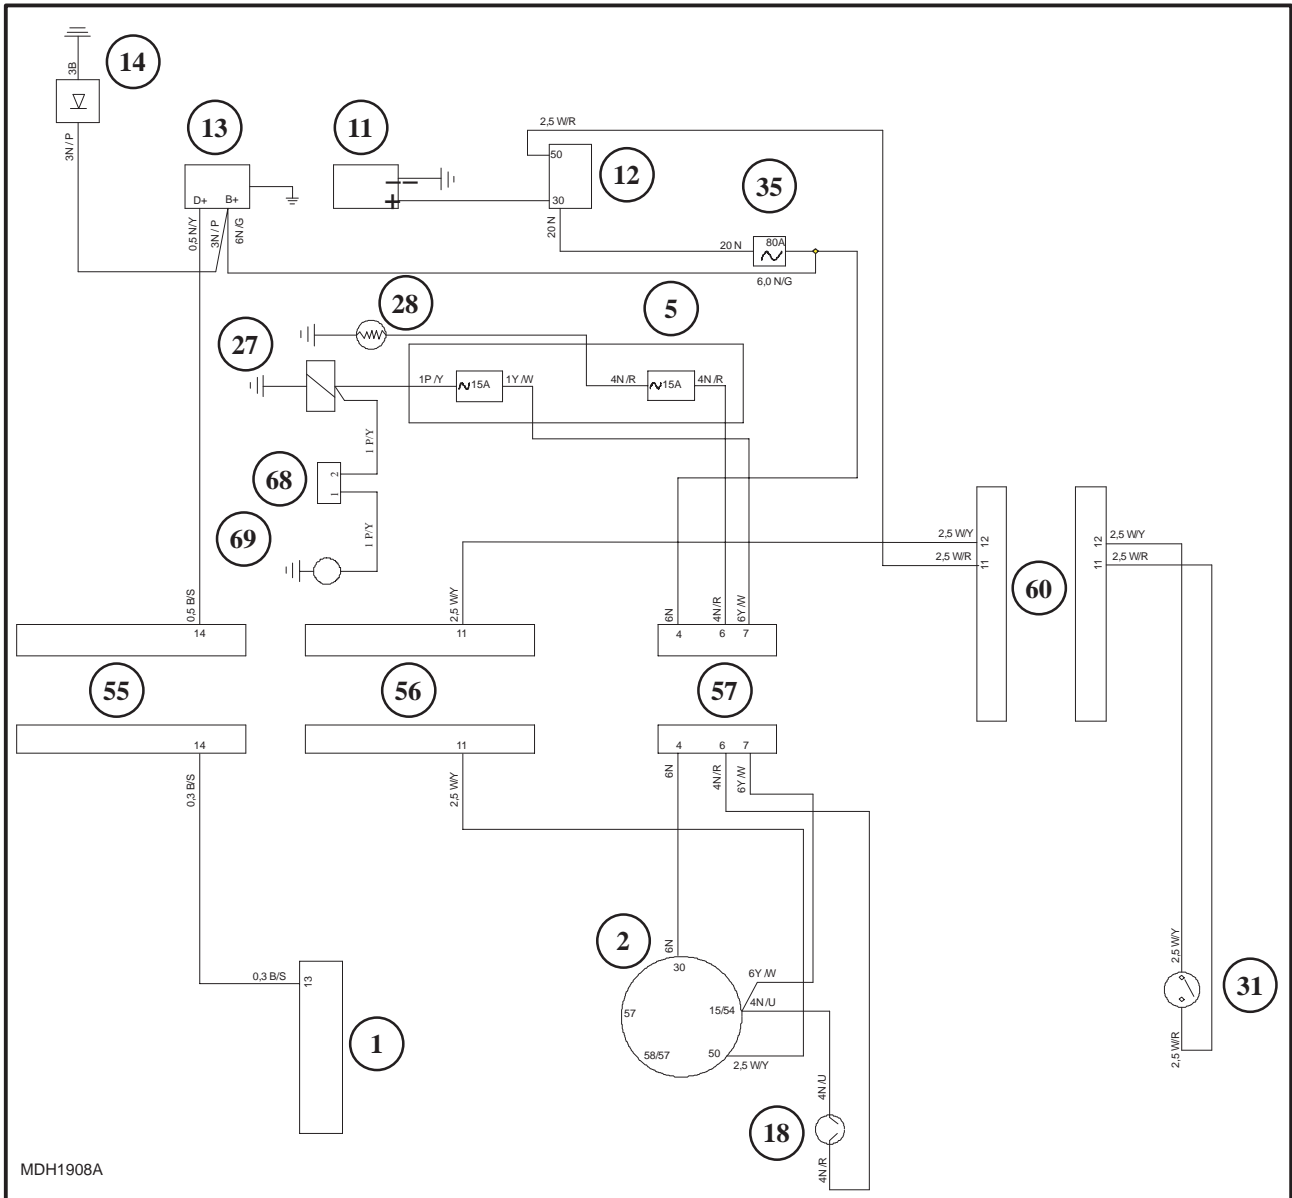 14
3B
3N / P
13
11
2,5 W/R
50
12
30
35
D+ B+
0,5 N/Y
3N / P
6N/G
20 N
20 N
80A
6,0 N/G
28
5
27
1P /Y
15A
1Y /W
4N /R
15A
4N /R
1 P/Y
68
2
1
69
1 P/Y
2,5 W/Y
2,5 W/R
12
11
12
11
2,5 W/Y
2,5 W/R
60
0,5 B/S
2,5 W/Y
6N
4N/R
6Y /W
14
11
4 6 7
55
56
57
14
11
4 6 7
0,3 B/S
2,5 W/Y
6N
4N /R
6Y /W
2
6N
30
0,3 B/S
13
6Y /W
4N /U
57
15/54
58/57
50
2,5 W/Y
1
2,5 W/Y
31
2,5 W/R
4N /U
18
4N /R
MDH1908A